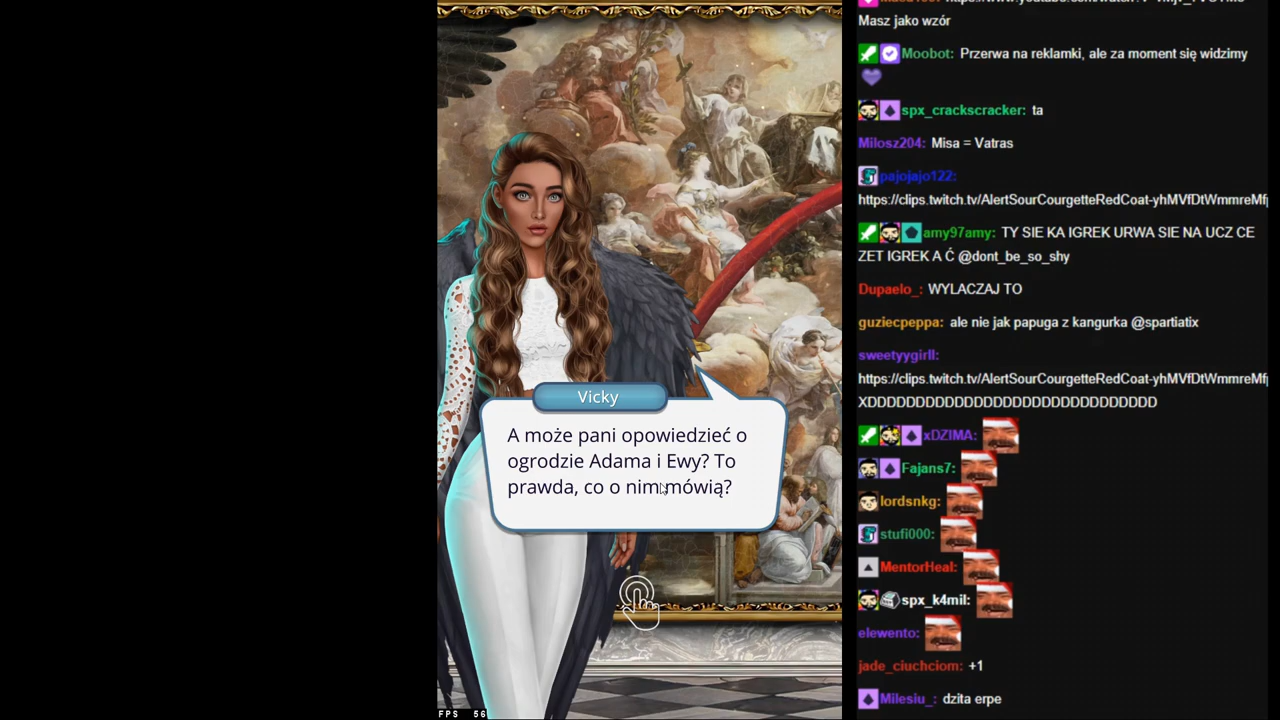 Vicky
A może pani opowiedzieć o
ogrodzie Adama i Ewy? To
prawda, co o nim mówią?
FPS 56
Masz jako wzór
Moobot: Przerwa na reklamki, ale za moment się widzimy
spx_crackscracker: ta
Milosz204: Misa = Vatras
pajojajo122:
https://clips.twitch.tv/AlertSourCourgetteRedCoat-yhMVfDtWmmreMf
amy97amy: TY SIE KA IGREK URWA SIE NA UCZ CE
ZET IGREK A Ć @dont_be_so_shy
Dupaelo_: WYLACZAJ TO
guziecpeppa: ale nie jak papuga z kangurka @spartiatix
sweetyygirll:
https://clips.twitch.tv/AlertSourCourgetteRedCoat-yhMVfDtWmmreMf
XDDDDDDDDDDDDDDDDDDDDDDDDDDDDDD
xDZIMA:
Fajans7:
lordsnkg:
stufi000:
MentorHeal:
spx_k4mil:
elewento:
jade_ciuchciom: +1
Milesiu_: dzita erpe